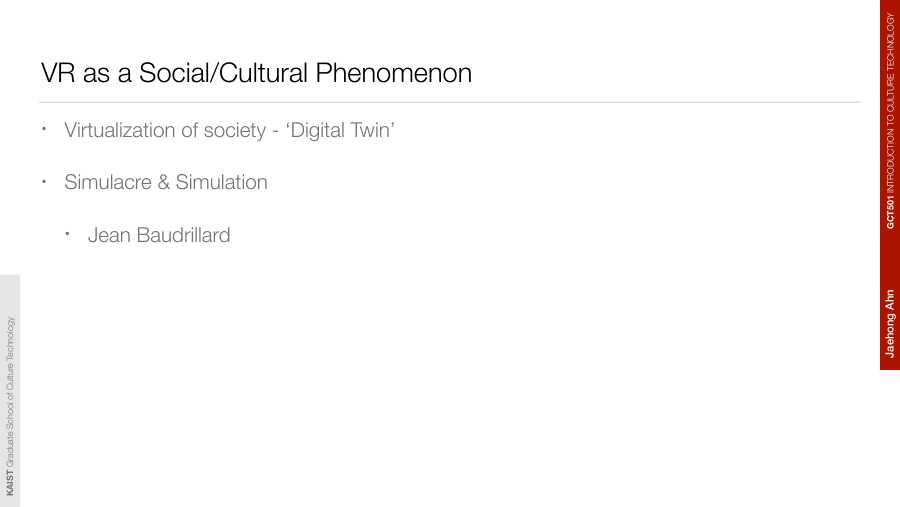 VR as a Social/Cultural Phenomenon
• Virtualization of society - ‘Digital Twin’
• Simulacre & Simulation
• Jean Baudrillard
GCT501 INTRODUCTION TO CULTURE TECHNOLOGY
Jaehong Ahn
KAIST Graduate School of Culture Technology